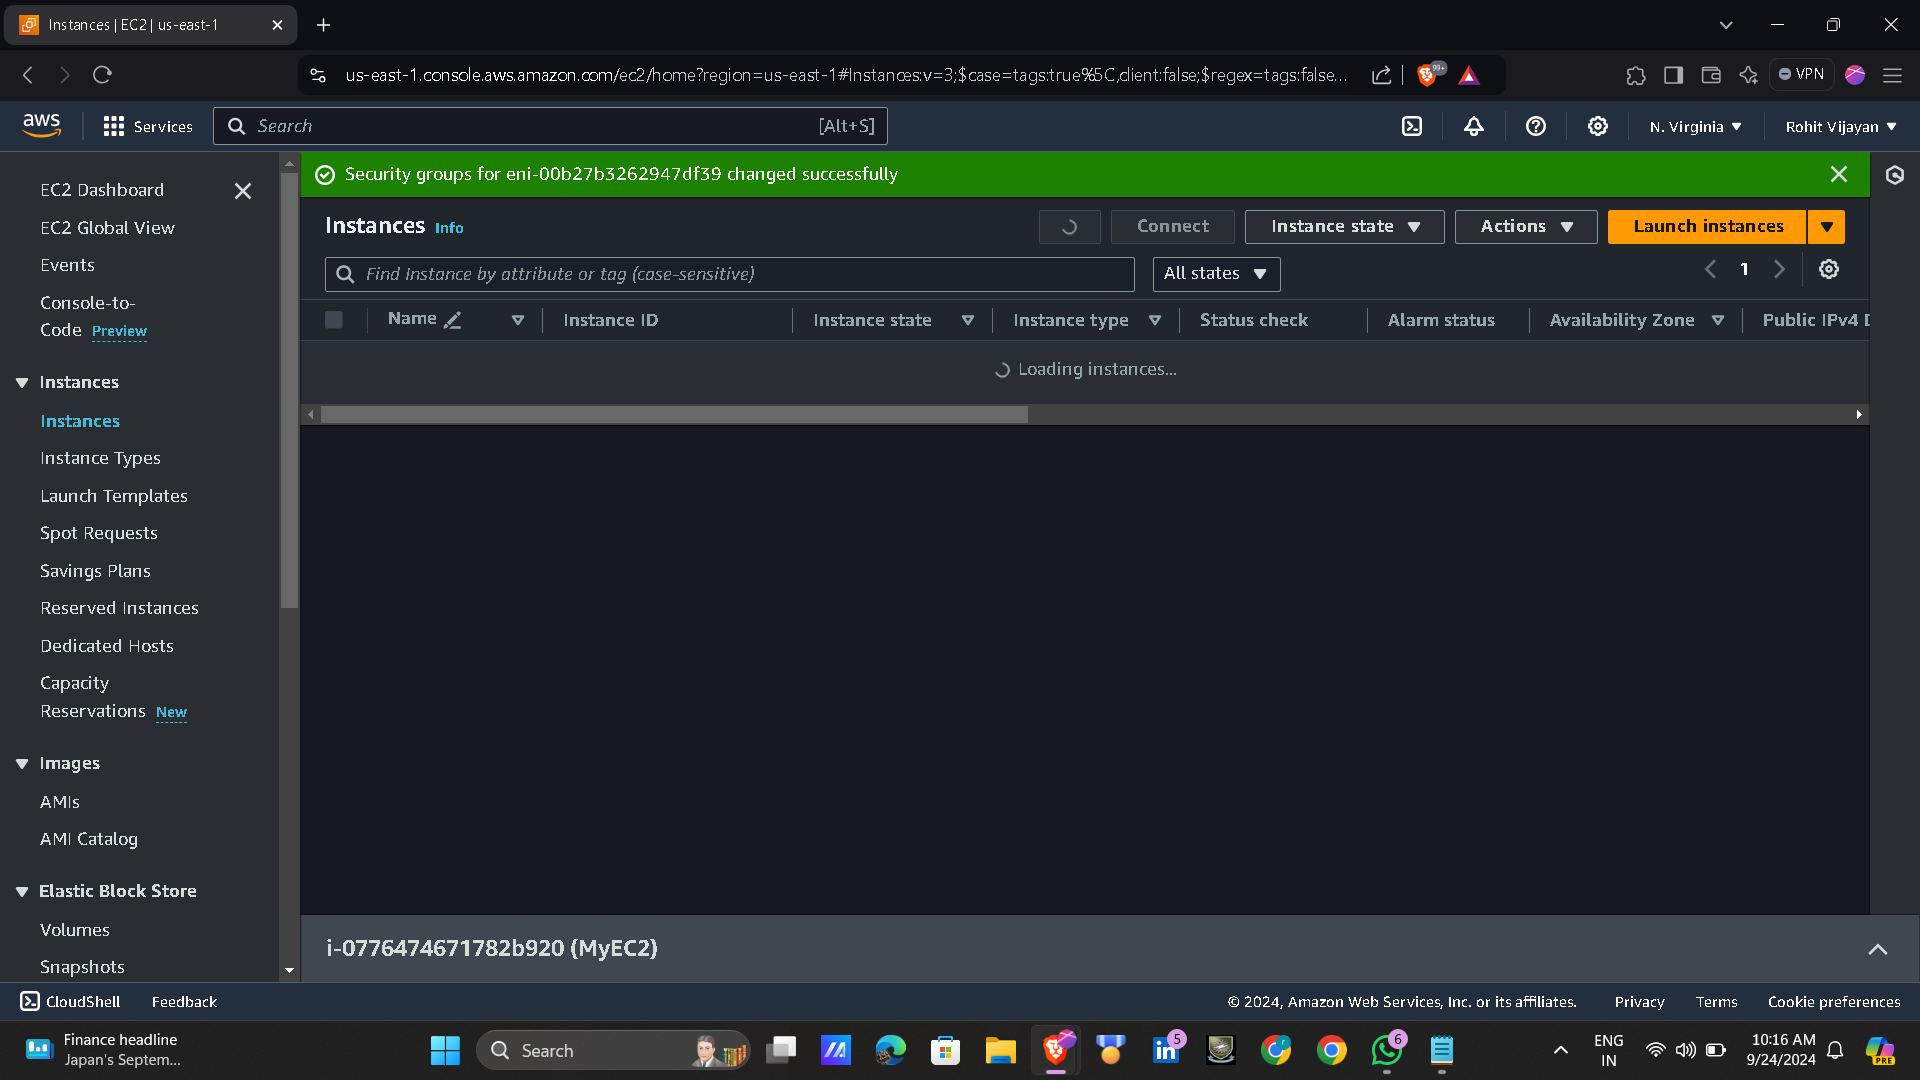 Instances | EC2 | us-east-1
us-east-1.console.aws.amazon.com/ec2/home?region=us-east-1#Instances:v=3;$case=tags:true%5C,client:false;$regex=tags:false...
99+
VPN
aws
Services
Search
[Alt+S]
N. Virginia
Rohit Vijayan
EC2 Dashboard
EC2 Global View
Events
Console-to-
Code Preview
Instances
Instances
Instance Types
Launch Templates
Spot Requests
Savings Plans
Reserved Instances
Dedicated Hosts
Capacity
Reservations New
Images
AMIs
AMI Catalog
Elastic Block Store
Volumes
Snapshots
Security groups for eni-00b27b3262947df39 changed successfully
Instances Info
Connect
Instance state
Actions
Launch instances
Find Instance by attribute or tag (case-sensitive)
All states
1
Name
Instance ID
Instance state
Instance type
Status check
Alarm status
Availability Zone
Public IPv4 D
Loading instances...
i-0776474671782b920 (MyEC2)
CloudShell
Feedback
© 2024, Amazon Web Services, Inc. or its affiliates.
Privacy
Terms
Cookie preferences
Finance headline
Japan's Septem...
Search
5
6
ENG
IN
10:16 AM
9/24/2024
PRE